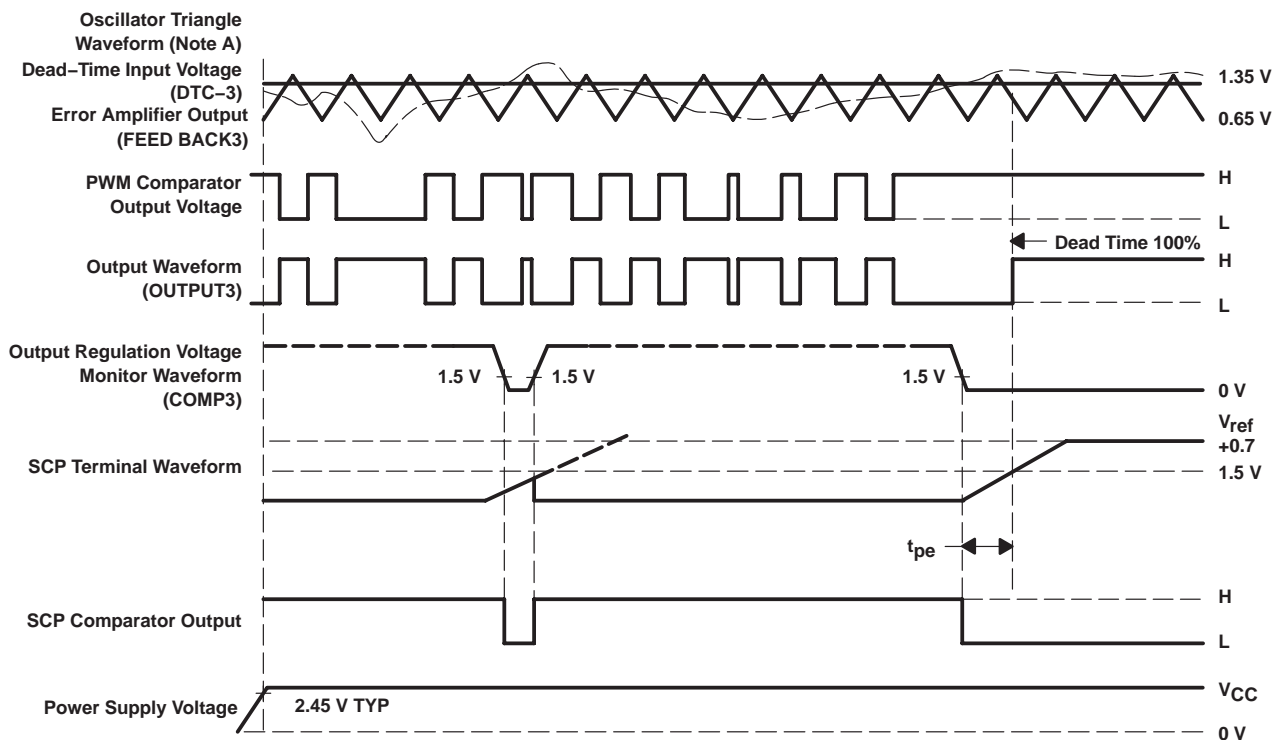 Oscillator Triangle
Waveform (Note A)
Dead−Time Input Voltage
(DTC−3)
Error Amplifier Output
(FEED BACK3)
1.35 V
0.65 V
PWM Comparator
Output Voltage
H
L
Dead Time 100%
Output Waveform
(OUTPUT3)
H
L
Output Regulation Voltage
Monitor Waveform
(COMP3)
1.5 V
1.5 V
1.5 V
0 V
SCP Terminal Waveform
Vref
+0.7
1.5 V
tpe
SCP Comparator Output
H
L
Power Supply Voltage
2.45 V TYP
VCC
0 V